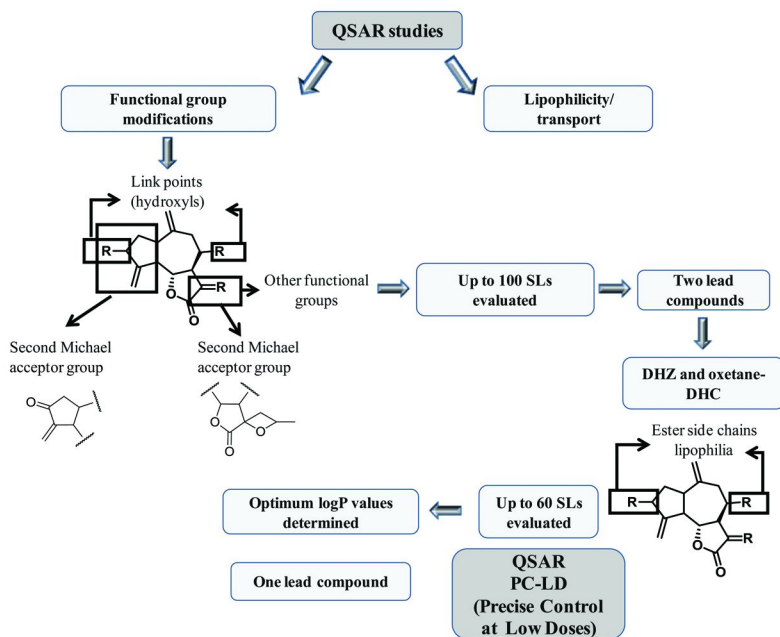 QSAR studies
Functional group
modifications
Lipophilicity/
transport
Link points
(hydroxyls)
R
R
R
O
O
Other functional
groups
Up to 100 SLs
evaluated
Two lead
compounds
Second Michael
acceptor group
O
Second Michael
acceptor group
O
O
O
DHZ and oxetane-
DHC
Ester side chains
lipophilia
R
R
R
O
O
Optimum logP values
determined
Up to 60 SLs
evaluated
One lead compound
QSAR
PC-LD
(Precise Control
at Low Doses)